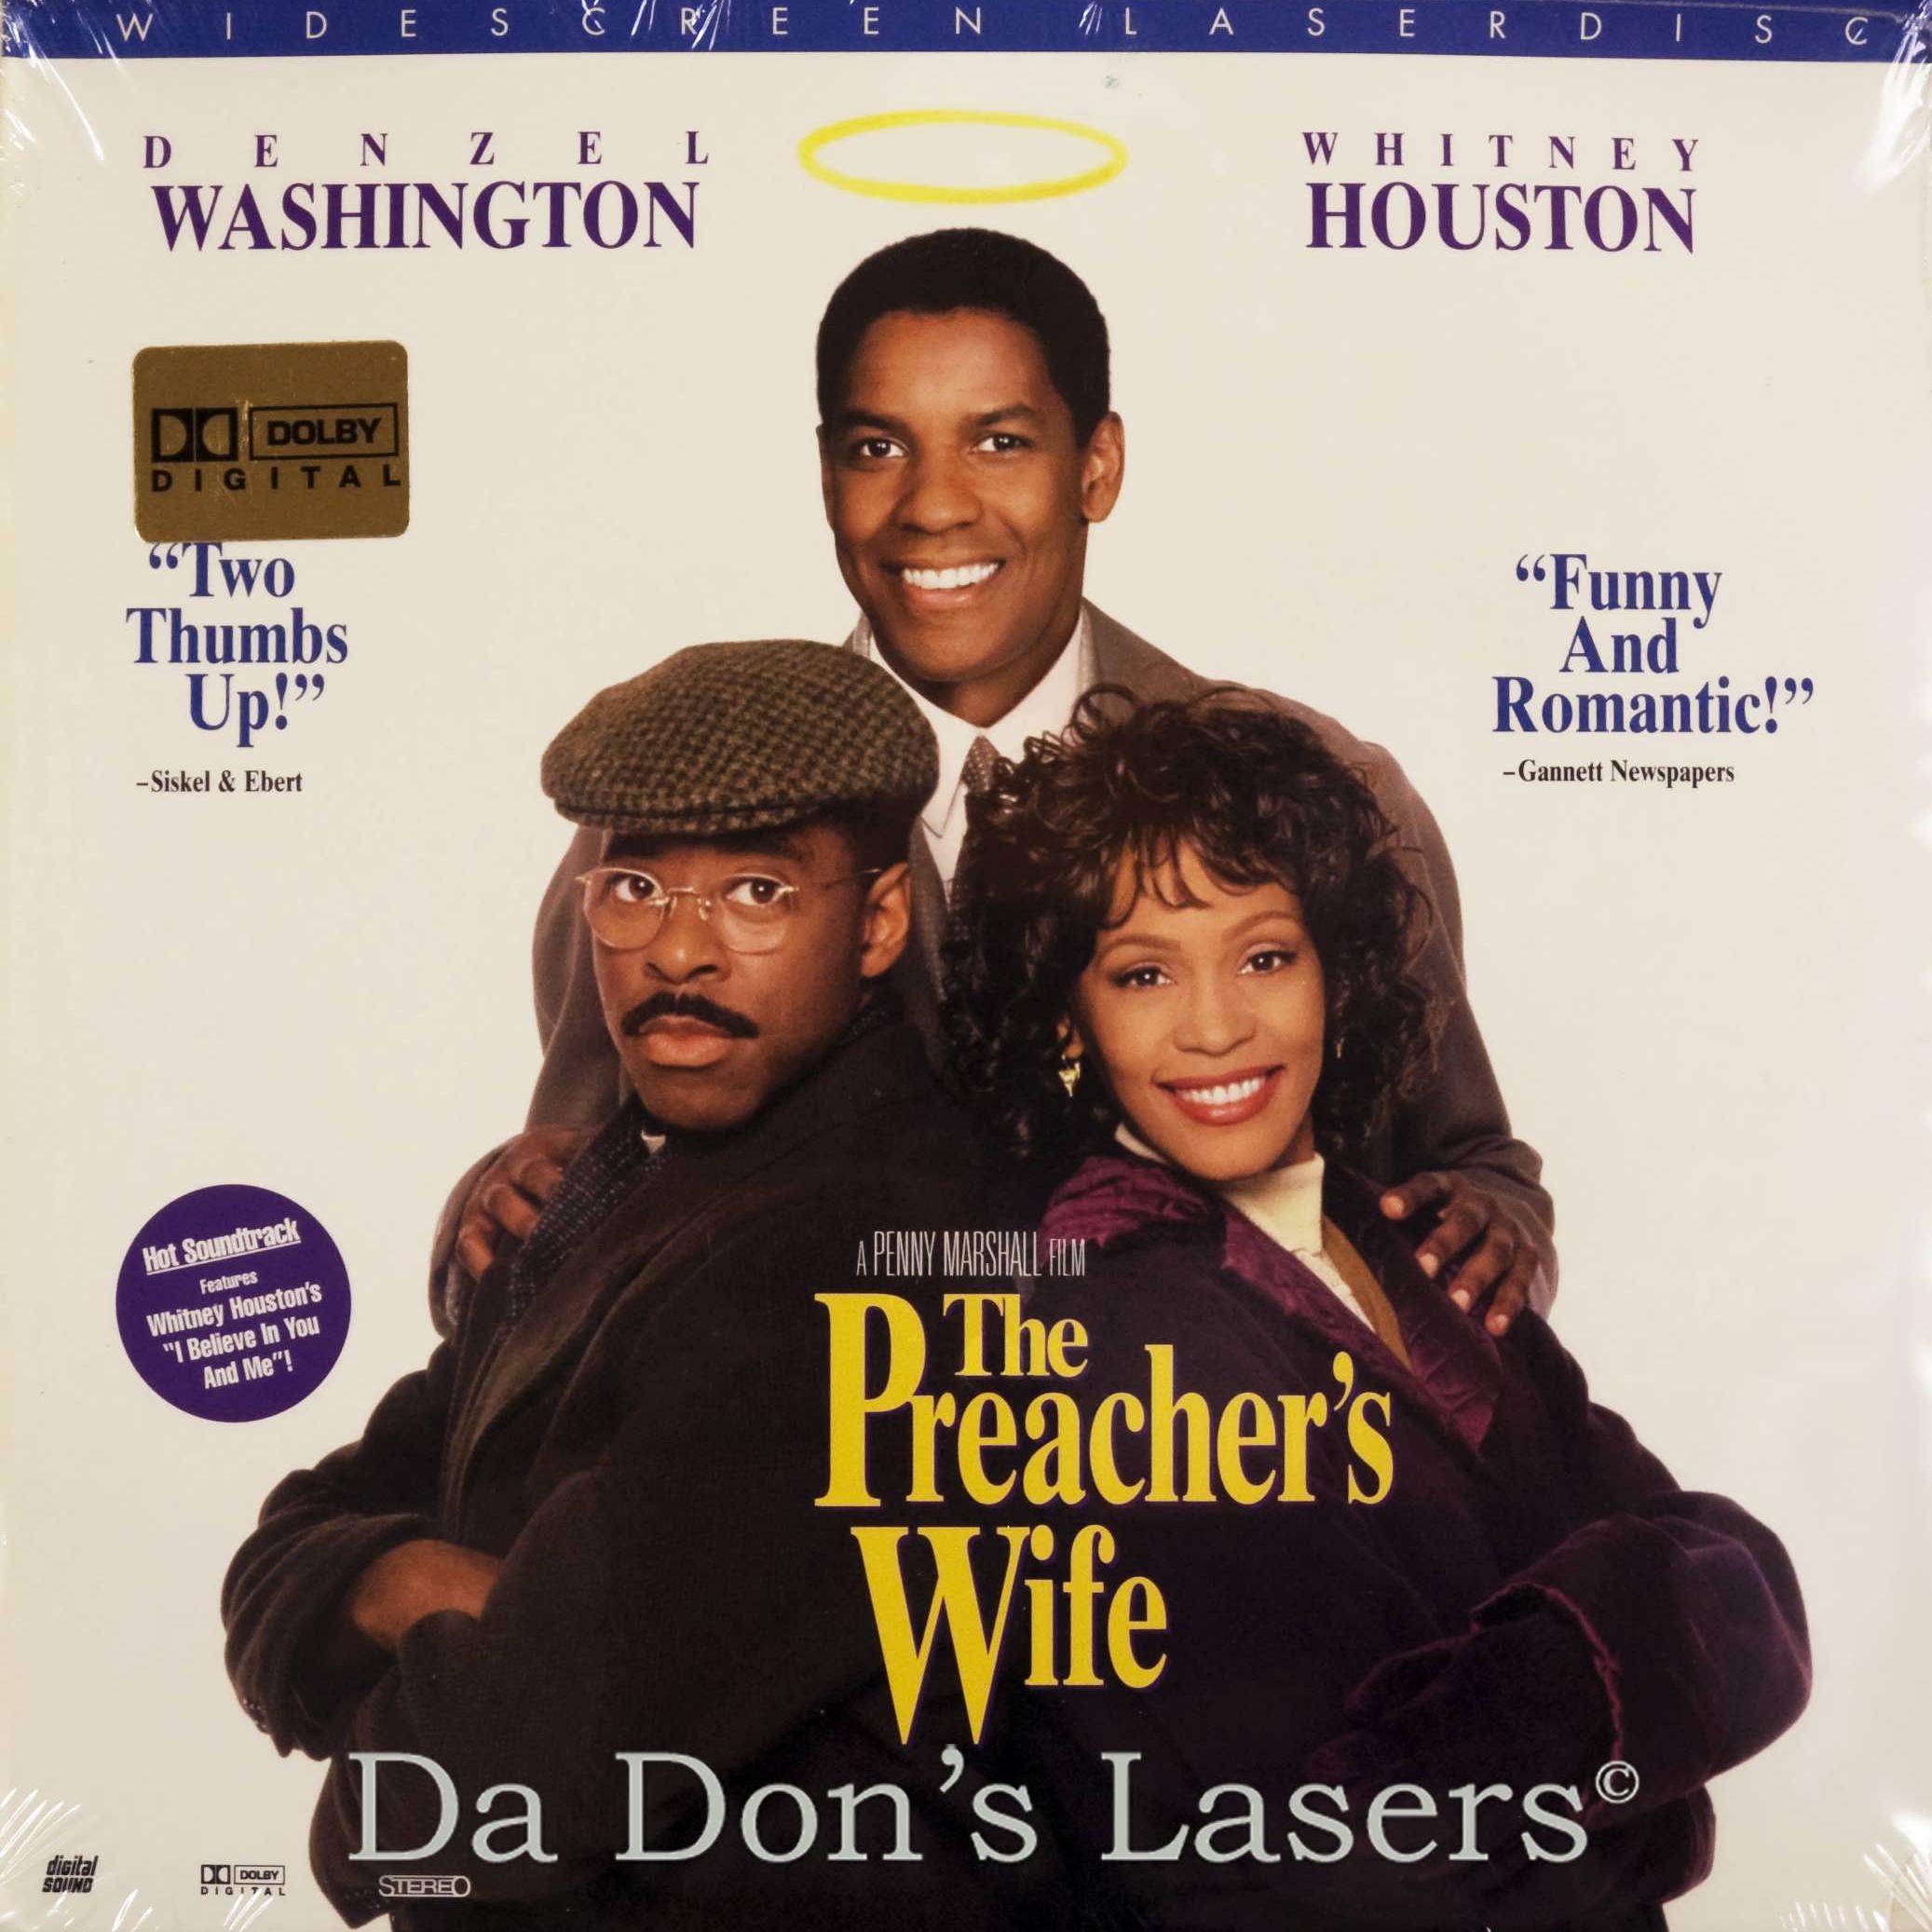 WIDESCREEN LASERDISC
DENZEL
WASHINGTON
WHITNEY
HOUSTON
DOLBY
DIGITAL
“Two
Thumbs
Up!”
–Siskel & Ebert
“Funny
And
Romantic!”
–Gannett Newspapers
Hot Soundtrack
Features
Whitney Houston's
"I Believe In You
And Me"!
A PENNY MARSHALL FILM
The
Preacher's
Wife
Da Don's Lasers©
digital
SOUND
DOLBY
DIGITAL
STEREO